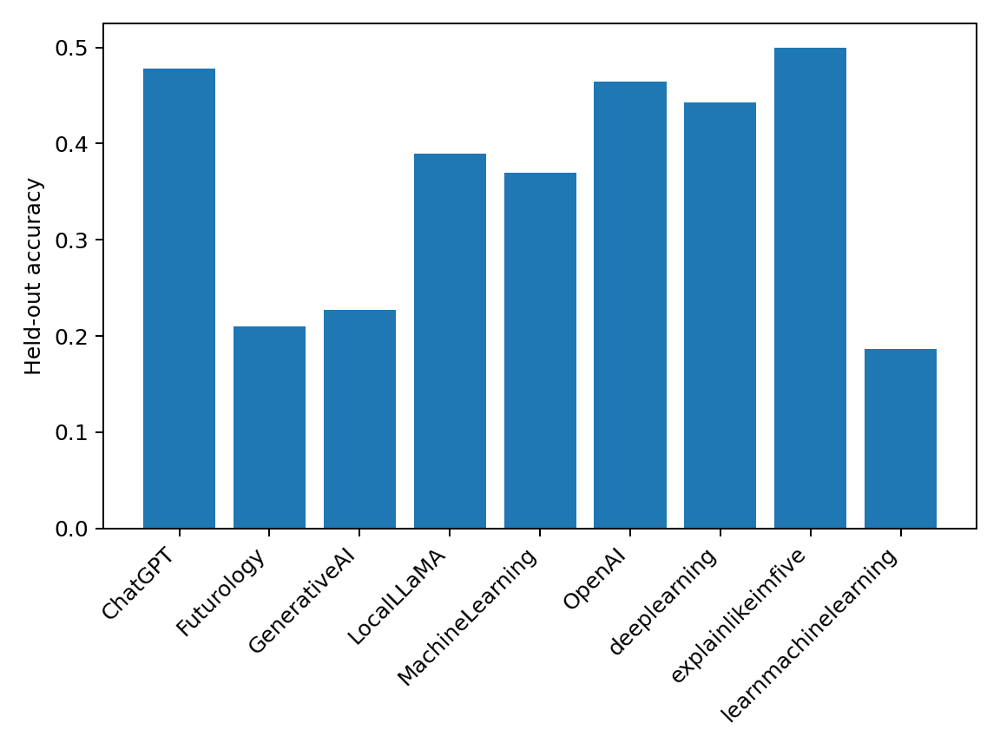 Held-out accuracy
0.5
0.4
0.3
0.2
0.1
0.0
ChatGPT
Futurology
GenerativeAI
LocalLLaMA
MachineLearning
OpenAI
deeplearning
explainlikeimfive
learnmachinelearning